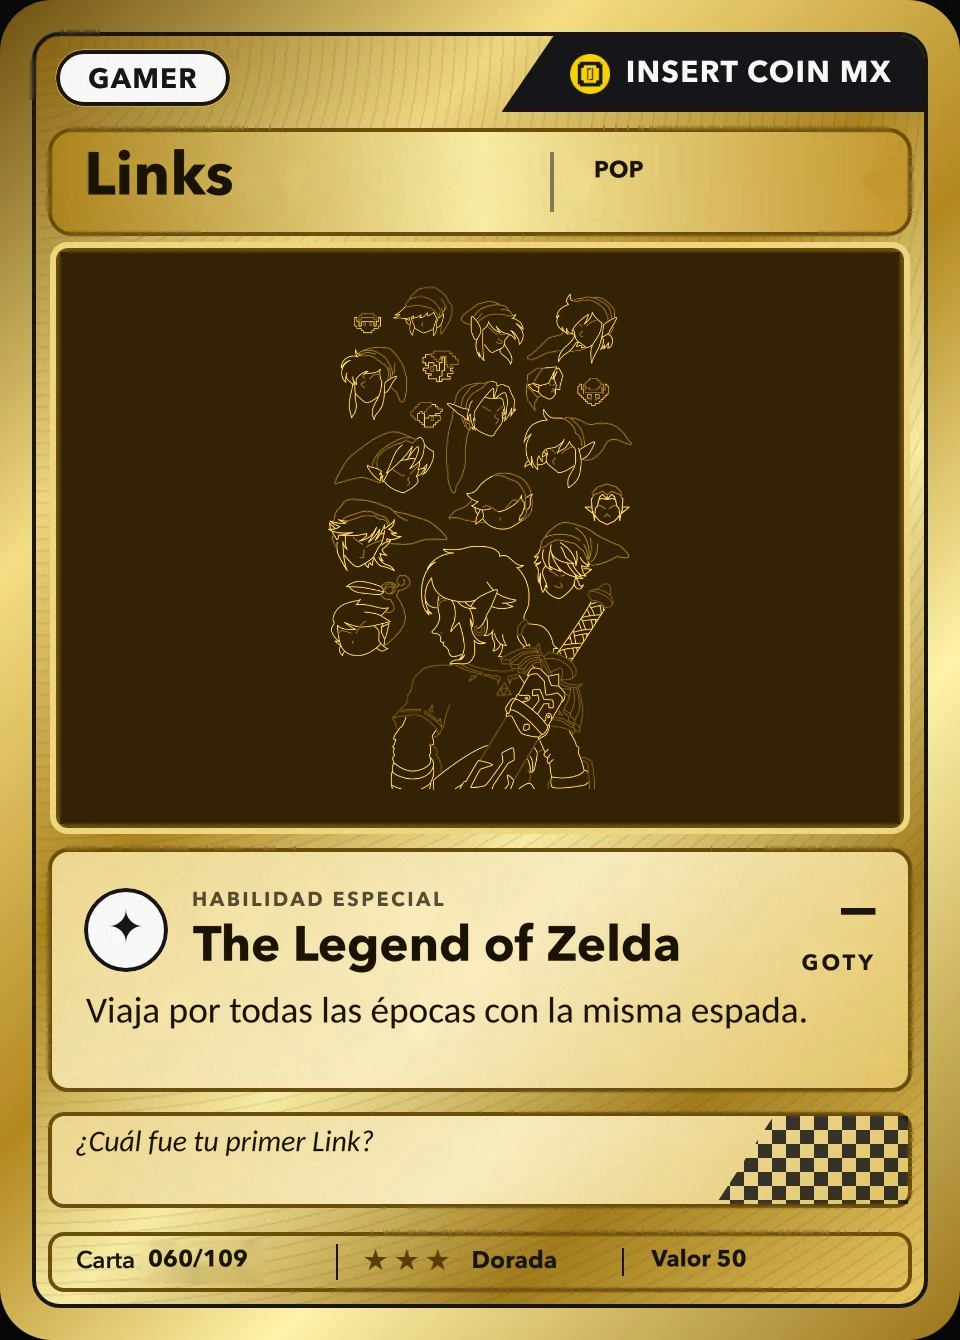 GAMER
INSERT COIN MX
Links
POP
HABILIDAD ESPECIAL
The Legend of Zelda
—
GOTY
Viaja por todas las épocas con la misma espada.
¿Cuál fue tu primer Link?
Carta 060/109
★★★ Dorada
Valor 50